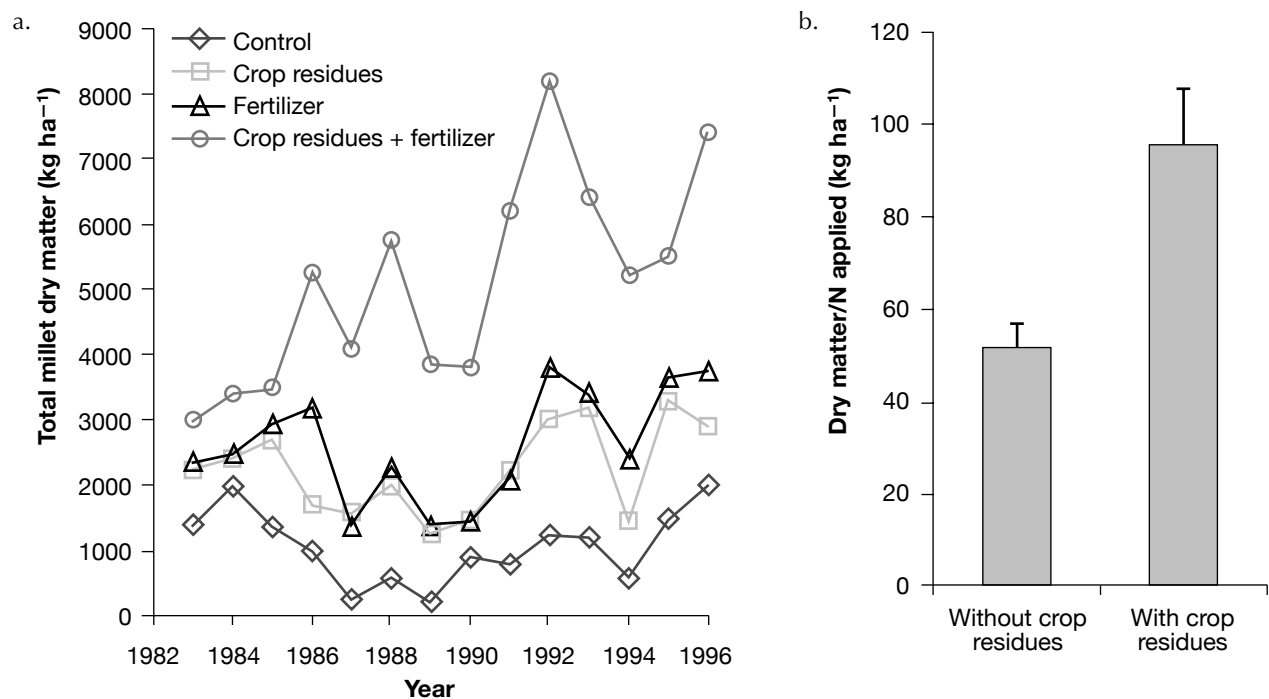 a.
Total millet dry matter (kg ha⁻¹)
9000
8000
7000
6000
5000
4000
3000
2000
1000
0
Control
Crop residues
Fertilizer
Crop residues + fertilizer
1982 1984 1986 1988 1990 1992 1994 1996
Year
b.
Dry matter/N applied (kg ha⁻¹)
120
100
80
60
40
20
0
Without crop
residues
With crop
residues